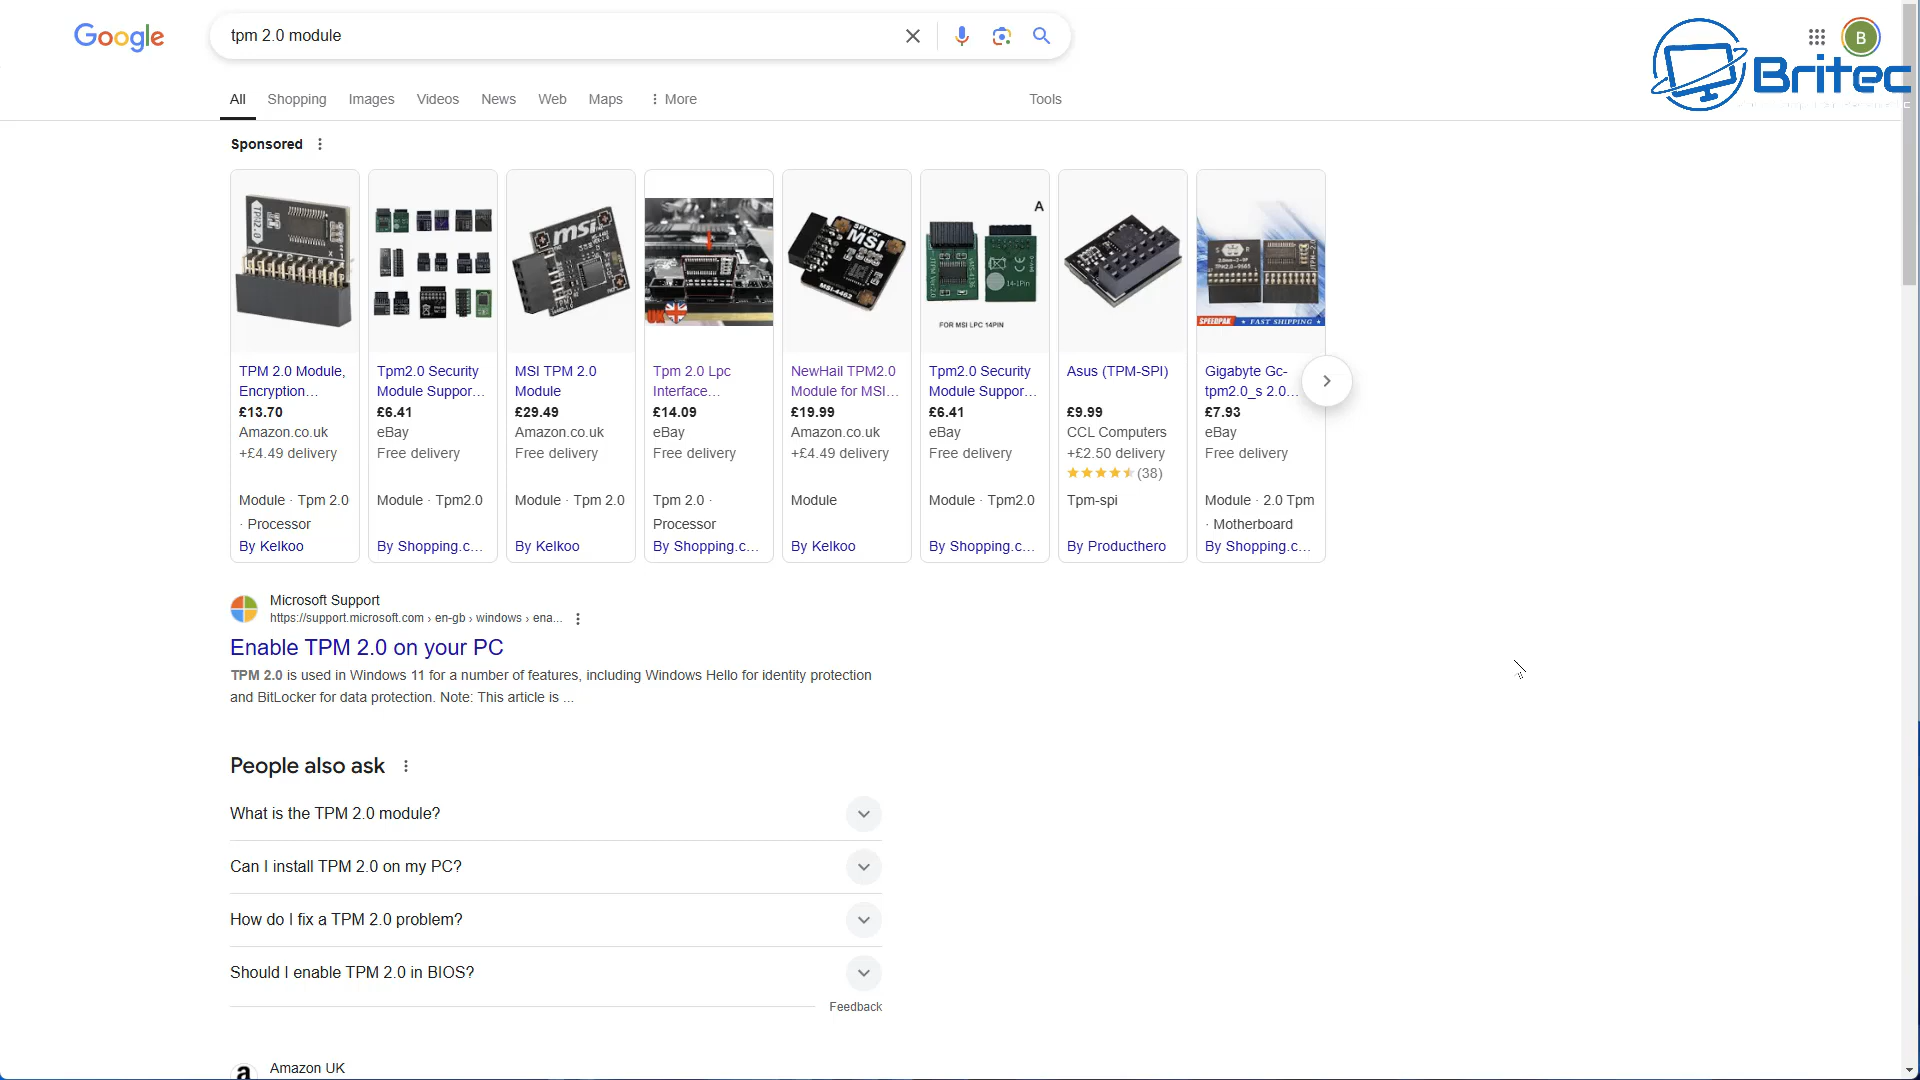 Google
tpm 2.0 module
B
Britec
All Shopping Images Videos News Web Maps More Tools
Sponsored
TPM 2.0 Module,
Encryption...
£13.70
Amazon.co.uk
+£4.49 delivery
Module · Tpm 2.0
· Processor
By Kelkoo
Tpm2.0 Security
Module Suppor...
£6.41
eBay
Free delivery
Module · Tpm2.0
By Shopping.c...
msi
MSI TPM 2.0
Module
£29.49
Amazon.co.uk
Free delivery
Module · Tpm 2.0
By Kelkoo
Tpm 2.0 Lpc
Interface...
£14.09
eBay
Free delivery
Tpm 2.0 ·
Processor
By Shopping.c...
SPI For
MSI
MSI-4462
NewHail TPM2.0
Module for MSI...
£19.99
Amazon.co.uk
+£4.49 delivery
Module
By Kelkoo
A
14-1Pin
FOR MSI LPC 14PIN
Tpm2.0 Security
Module Suppor...
£6.41
eBay
Free delivery
Module · Tpm2.0
By Shopping.c...
Asus (TPM-SPI)
£9.99
CCL Computers
+£2.50 delivery
(38)
Tpm-spi
By Producthero
SPEEDPAK FAST SHIPPING
Gigabyte Gc-
tpm2.0_s 2.0...
£7.93
eBay
Free delivery
Module · 2.0 Tpm
· Motherboard
By Shopping.c...
Microsoft Support
https://support.microsoft.com › en-gb › windows › ena...
Enable TPM 2.0 on your PC
TPM 2.0 is used in Windows 11 for a number of features, including Windows Hello for identity protection
and BitLocker for data protection. Note: This article is ...
People also ask
What is the TPM 2.0 module?
Can I install TPM 2.0 on my PC?
How do I fix a TPM 2.0 problem?
Should I enable TPM 2.0 in BIOS?
Feedback
a
Amazon UK